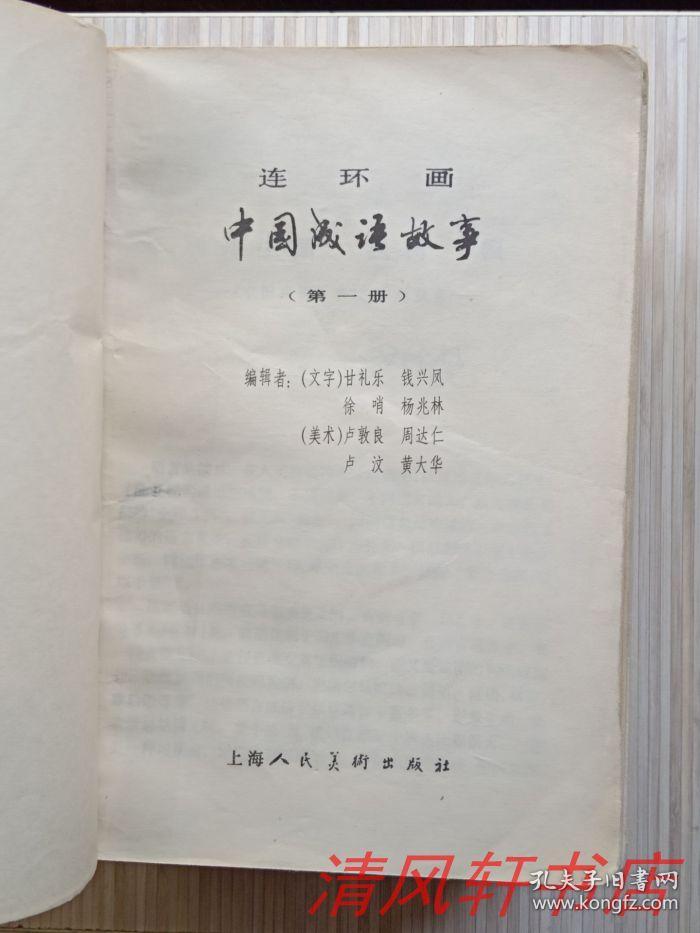 连环画
中国成语故事
（第一册）
编辑者：（文字）甘礼乐 钱兴凤
徐哨 杨兆林
（美术）卢敦良 周达仁
卢汶 黄大华
上海人民美術出版社
清风轩书店
孔夫子旧书网
www.kongfz.com